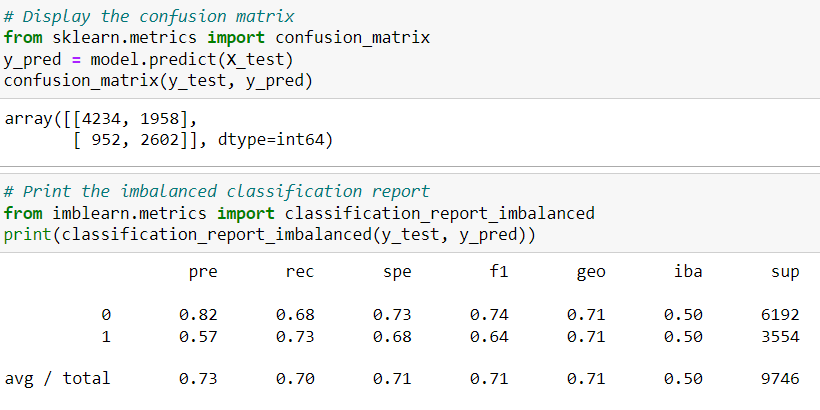 # Display the confusion matrix
from sklearn.metrics import confusion_matrix
y_pred = model.predict(X_test)
confusion_matrix(y_test, y_pred)
array([[4234, 1958],
       [ 952, 2602]], dtype=int64)
# Print the imbalanced classification report
from imblearn.metrics import classification_report_imbalanced
print(classification_report_imbalanced(y_test, y_pred))
                   pre       rec       spe        f1       geo       iba       sup
          0       0.82      0.68      0.73      0.74      0.71      0.50      6192
          1       0.57      0.73      0.68      0.64      0.71      0.50      3554
avg / total       0.73      0.70      0.71      0.71      0.71      0.50      9746